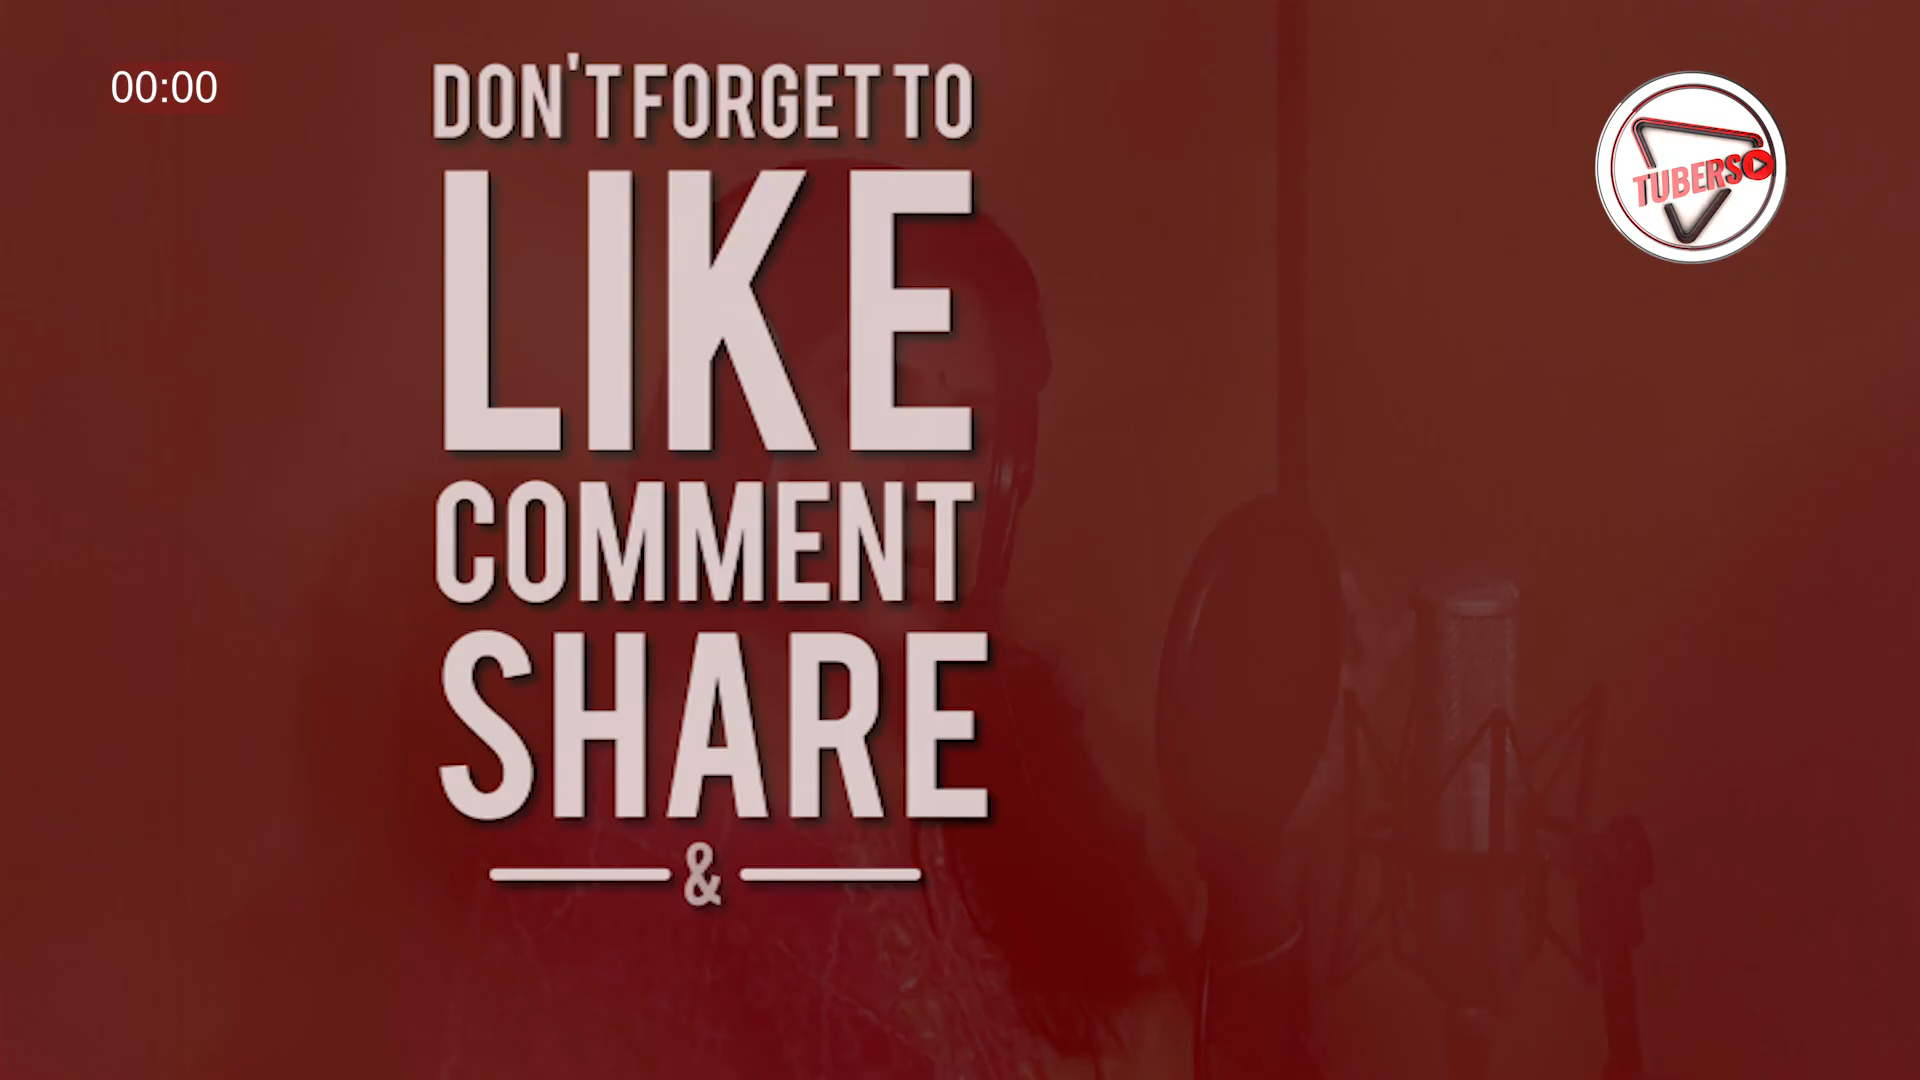 00:00
DON'T FORGET TO
LIKE
COMMENT
SHARE
&
TUBERS